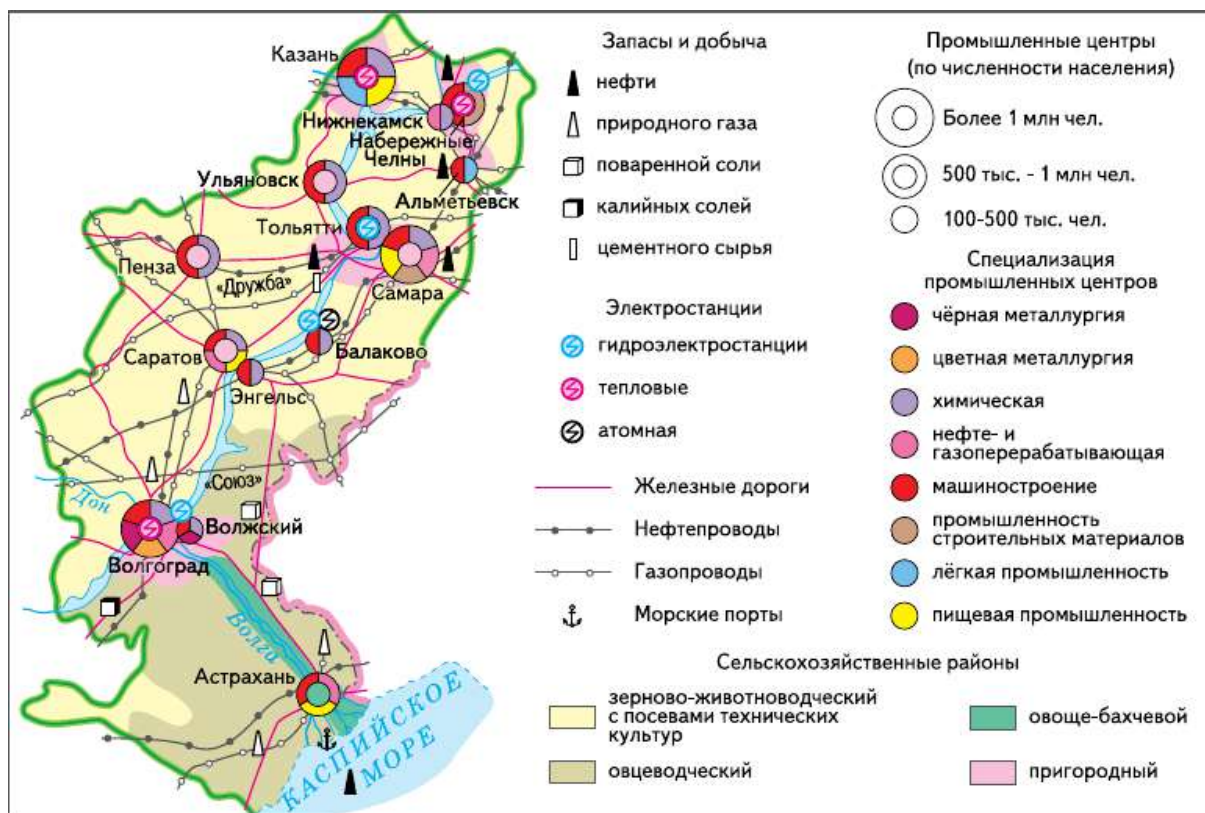 Казань
Нижнекамск
Набережные
Челны
Ульяновск
Альметьевск
Тольятти
Пенза
«Дружба»
Самара
Саратов
Балаково
Энгельс
«Союз»
Дон
Волжский
Волгоград
Волга
Астрахань
КАСПИЙСКОЕ
МОРЕ
Запасы и добыча
нефти
природного газа
поваренной соли
калийных солей
цементного сырья
Электростанции
гидроэлектростанции
тепловые
атомная
Железные дороги
Нефтепроводы
Газопроводы
Морские порты
Промышленные центры
(по численности населения)
Более 1 млн чел.
500 тыс. - 1 млн чел.
100-500 тыс. чел.
Специализация
промышленных центров
чёрная металлургия
цветная металлургия
химическая
нефте- и
газоперерабатывающая
машиностроение
промышленность
строительных материалов
лёгкая промышленность
пищевая промышленность
Сельскохозяйственные районы
зерново-животноводческий
с посевами технических
культур
овцеводческий
овоще-бахчевой
пригородный